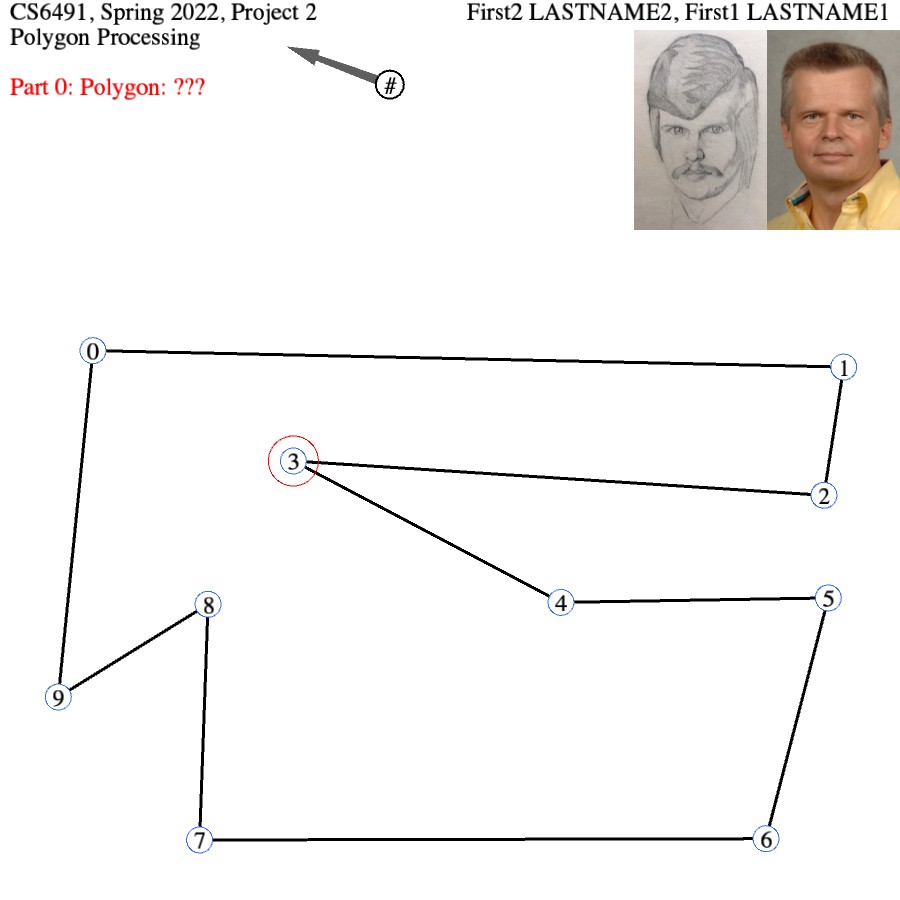 CS6491, Spring 2022, Project 2
First2 LASTNAME2, First1 LASTNAME1
Polygon Processing
Part 0: Polygon: ???
#
0
1
3
2
4
5
8
9
7
6